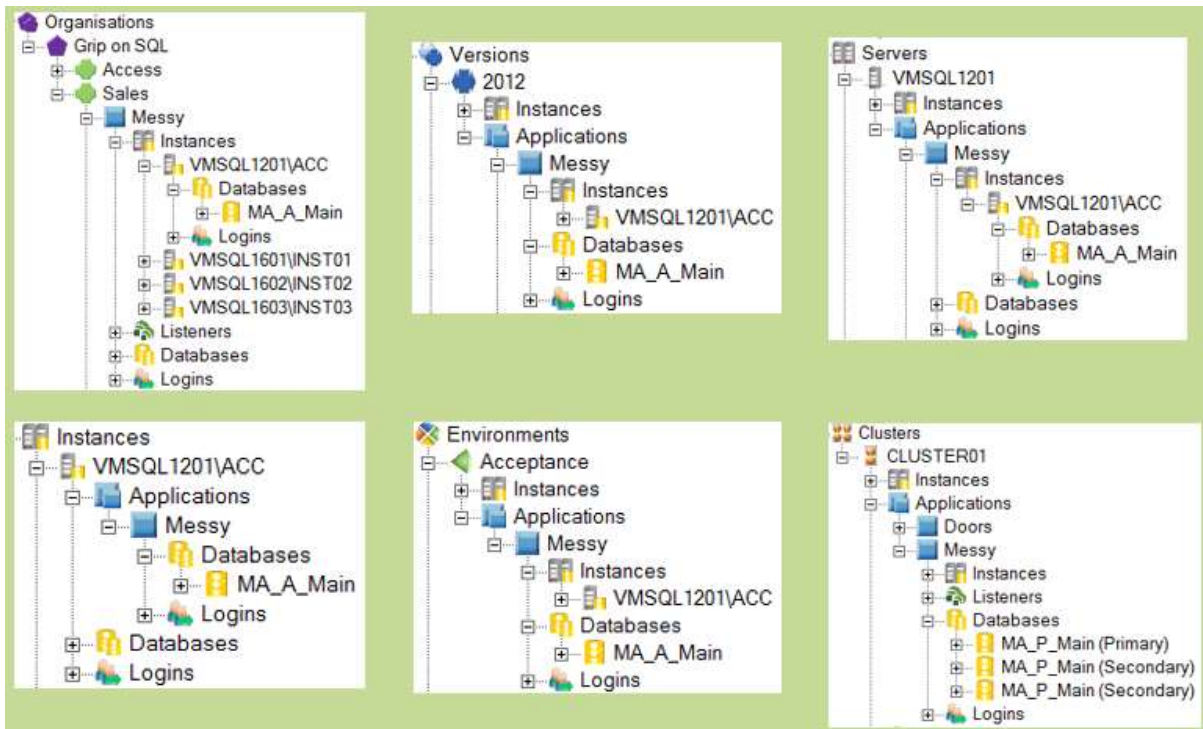 Organisations
Grip on SQL
Access
Sales
Messy
Instances
VMSQL1201\ACC
Databases
MA_A_Main
Logins
VMSQL1601\INST01
VMSQL1602\INST02
VMSQL1603\INST03
Listeners
Databases
Logins
Versions
2012
Instances
Applications
Messy
Instances
VMSQL1201\ACC
Databases
MA_A_Main
Logins
Servers
VMSQL1201
Instances
Applications
Messy
Instances
VMSQL1201\ACC
Databases
MA_A_Main
Logins
Databases
Logins
Instances
VMSQL1201\ACC
Applications
Messy
Databases
MA_A_Main
Logins
Databases
Logins
Environments
Acceptance
Instances
Applications
Messy
Instances
VMSQL1201\ACC
Databases
MA_A_Main
Logins
Clusters
CLUSTER01
Instances
Applications
Doors
Messy
Instances
Listeners
Databases
MA_P_Main (Primary)
MA_P_Main (Secondary)
MA_P_Main (Secondary)
Logins